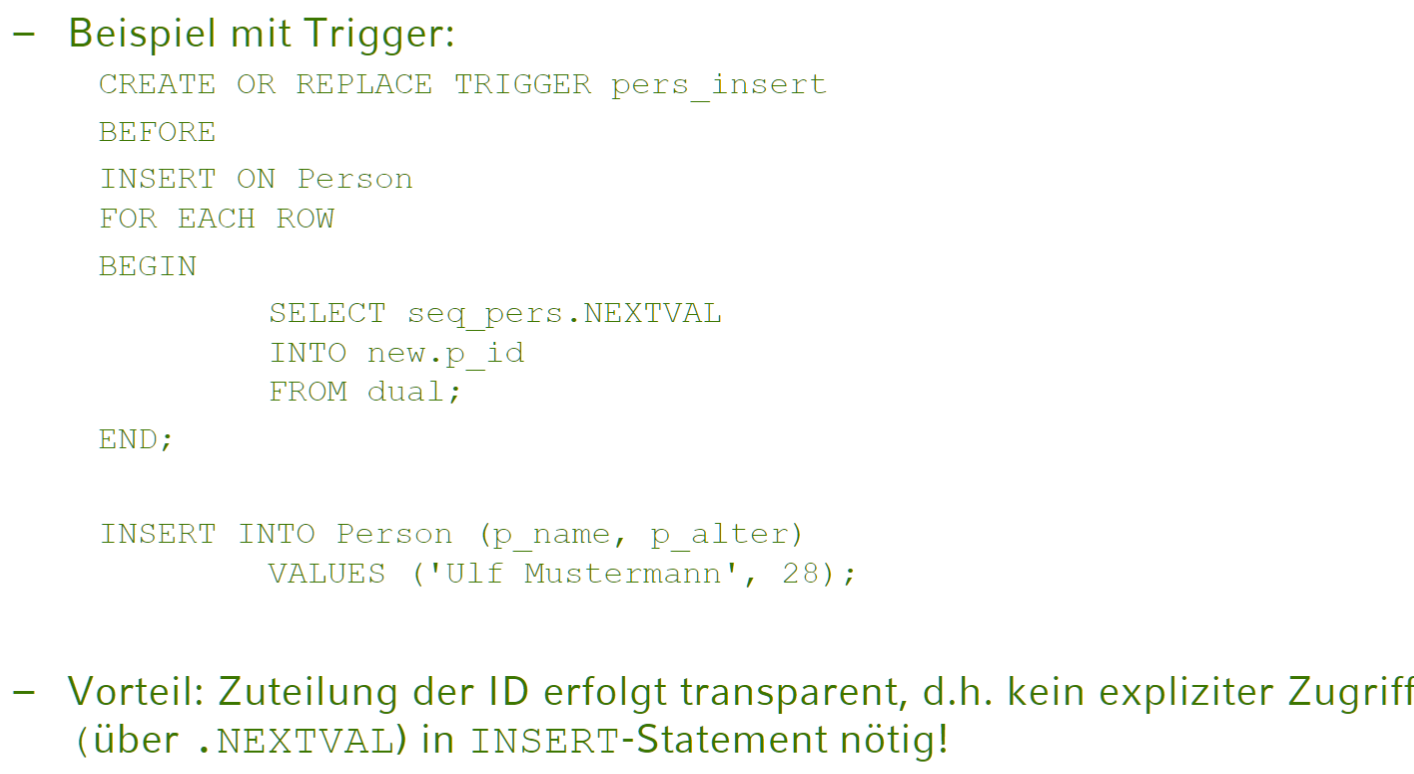 – Beispiel mit Trigger:
CREATE OR REPLACE TRIGGER pers_insert
BEFORE
INSERT ON Person
FOR EACH ROW
BEGIN
SELECT seq_pers.NEXTVAL
INTO new.p_id
FROM dual;
END;
INSERT INTO Person (p_name, p_alter)
VALUES ('Ulf Mustermann', 28);
– Vorteil: Zuteilung der ID erfolgt transparent, d.h. kein expliziter Zugriff
(über .NEXTVAL) in INSERT-Statement nötig!